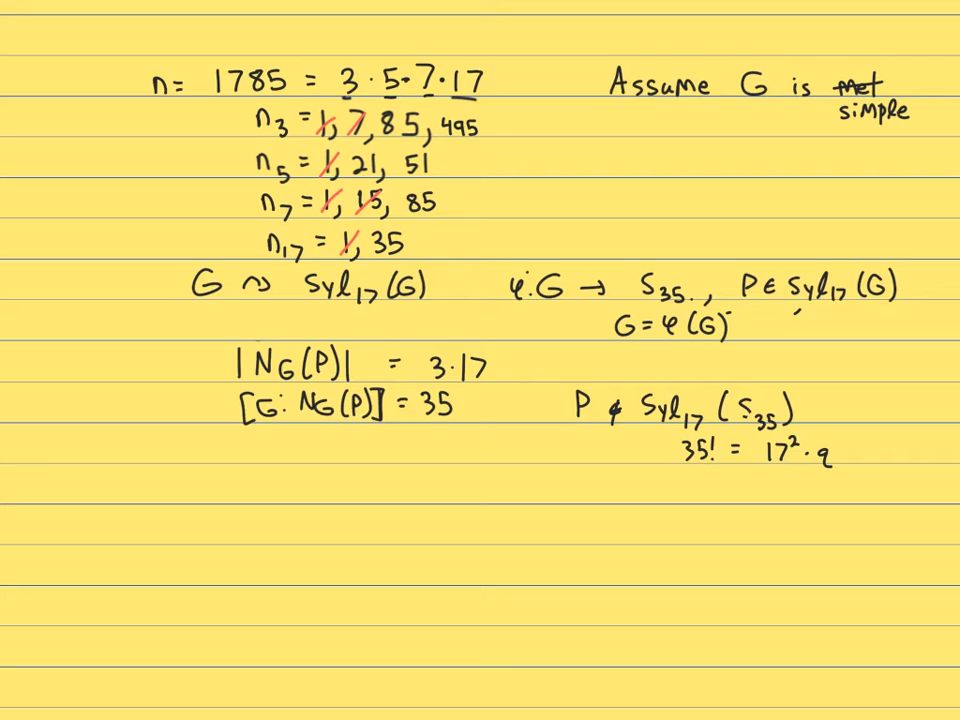 n= 1785 = 3 · 5 · 7 · 17 Assume G is simple
n3 = 1, 7, 85, 495
n5 = 1, 21, 51
n7 = 1, 15, 85
n17 = 1, 35
G ↷ Syl17(G) φ: G → S35, P ∈ Syl17(G)
G = φ(G)
|NG(P)| = 3·17
[G: NG(P)] = 35 P ∉ Syl17(S35)
35! = 17² · q